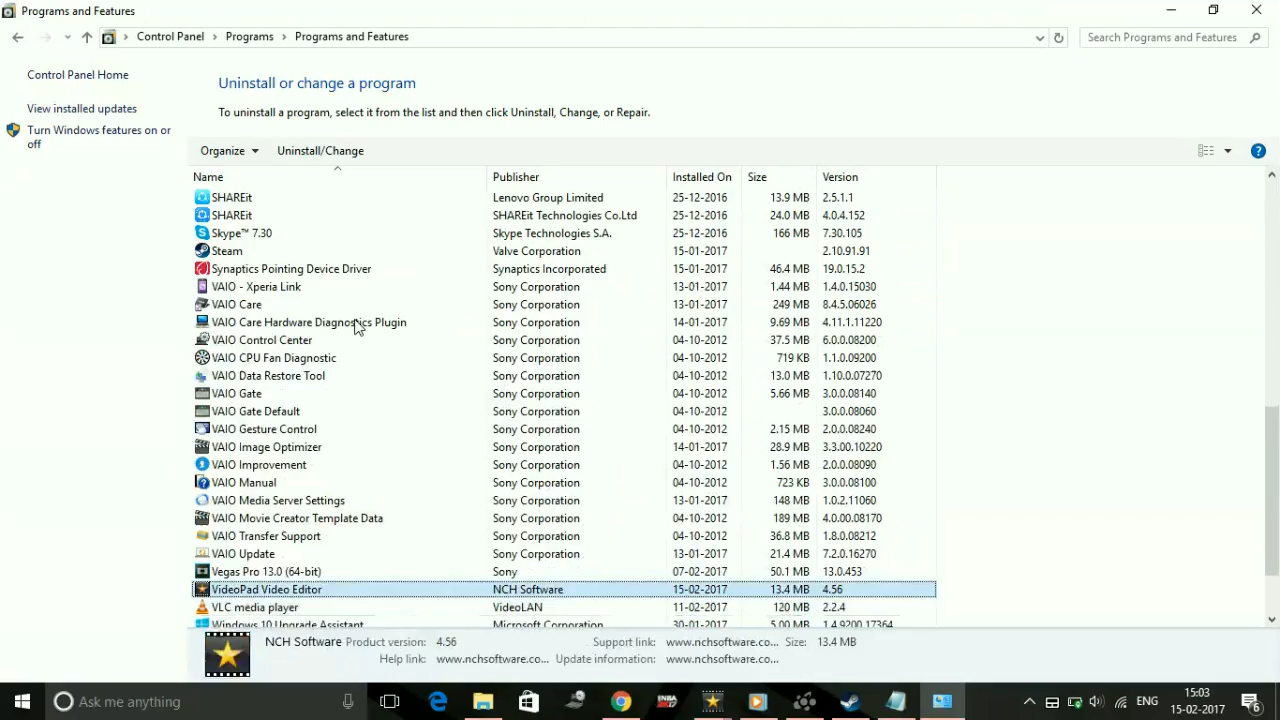 Programs and Features
Control Panel > Programs > Programs and Features
Search Programs and Features
Control Panel Home
View installed updates
Turn Windows features on or
off
Uninstall or change a program
To uninstall a program, select it from the list and then click Uninstall, Change, or Repair.
Organize Uninstall/Change
Name Publisher Installed On Size Version
SHAREit Lenovo Group Limited 25-12-2016 13.9 MB 2.5.1.1
SHAREit SHAREit Technologies Co.Ltd 25-12-2016 24.0 MB 4.0.4.152
Skype™ 7.30 Skype Technologies S.A. 25-12-2016 166 MB 7.30.105
Steam Valve Corporation 15-01-2017 2.10.91.91
Synaptics Pointing Device Driver Synaptics Incorporated 15-01-2017 46.4 MB 19.0.15.2
VAIO - Xperia Link Sony Corporation 13-01-2017 1.44 MB 1.4.0.15030
VAIO Care Sony Corporation 13-01-2017 249 MB 8.4.5.06026
VAIO Care Hardware Diagnostics Plugin Sony Corporation 14-01-2017 9.69 MB 4.11.1.11220
VAIO Control Center Sony Corporation 04-10-2012 37.5 MB 6.0.0.08200
VAIO CPU Fan Diagnostic Sony Corporation 04-10-2012 719 KB 1.1.0.09200
VAIO Data Restore Tool Sony Corporation 04-10-2012 13.0 MB 1.10.0.07270
VAIO Gate Sony Corporation 04-10-2012 5.66 MB 3.0.0.08140
VAIO Gate Default Sony Corporation 04-10-2012 3.0.0.08060
VAIO Gesture Control Sony Corporation 04-10-2012 2.15 MB 2.0.0.08240
VAIO Image Optimizer Sony Corporation 14-01-2017 28.9 MB 3.3.00.10220
VAIO Improvement Sony Corporation 04-10-2012 1.56 MB 2.0.0.08090
VAIO Manual Sony Corporation 04-10-2012 723 KB 3.0.0.08100
VAIO Media Server Settings Sony Corporation 13-01-2017 148 MB 1.0.2.11060
VAIO Movie Creator Template Data Sony Corporation 04-10-2012 189 MB 4.0.00.08170
VAIO Transfer Support Sony Corporation 04-10-2012 36.8 MB 1.8.0.08212
VAIO Update Sony Corporation 13-01-2017 21.4 MB 7.2.0.16270
Vegas Pro 13.0 (64-bit) Sony 07-02-2017 50.1 MB 13.0.453
VideoPad Video Editor NCH Software 15-02-2017 13.4 MB 4.56
VLC media player VideoLAN 11-02-2017 120 MB 2.2.4
Windows 10 Upgrade Assistant Microsoft Corporation 30-01-2017 5.00 MB 1.4.9200.17364
NCH Software Product version: 4.56 Support link: www.nchsoftware.co... Size: 13.4 MB
Help link: www.nchsoftware.co... Update information: www.nchsoftware.co...
Ask me anything
ENG
15:03
15-02-2017
6